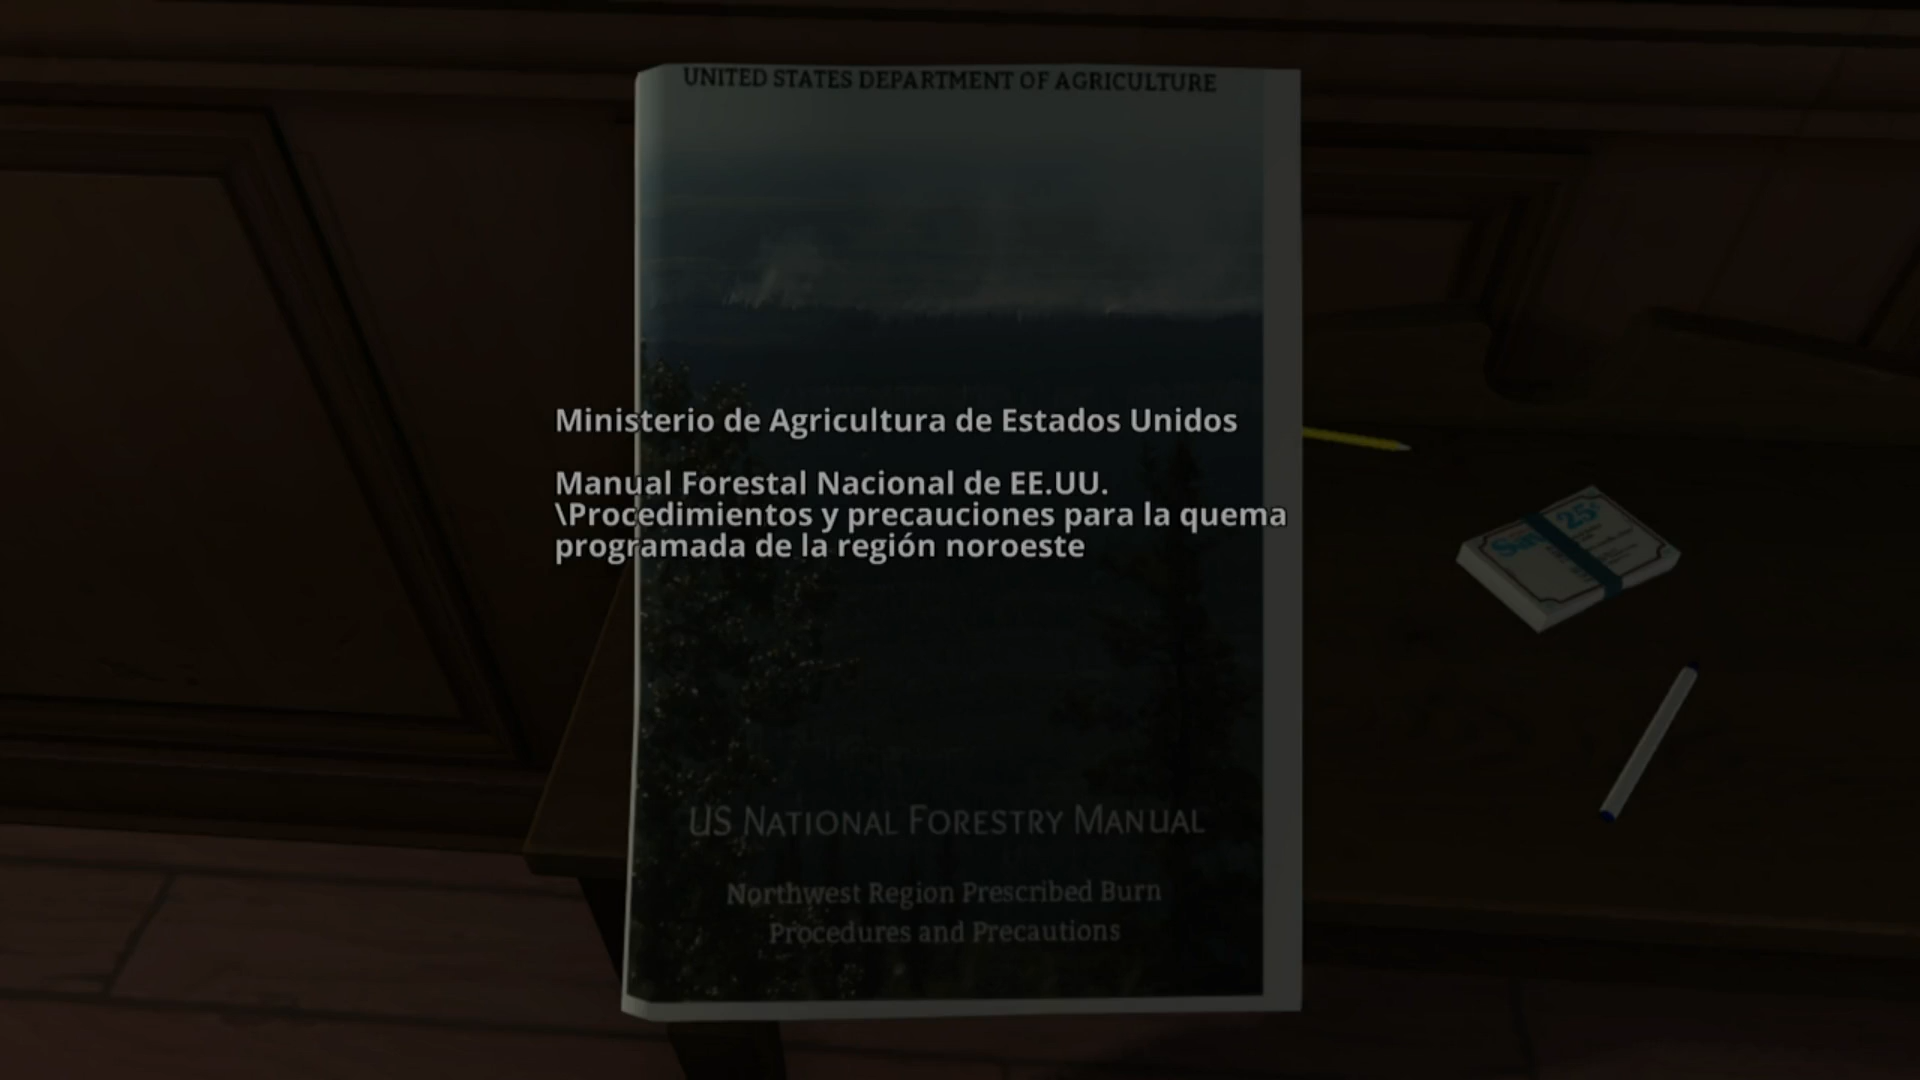 UNITED STATES DEPARTMENT OF AGRICULTURE
Ministerio de Agricultura de Estados Unidos
Manual Forestal Nacional de EE.UU.
\Procedimientos y precauciones para la quema
programada de la región noroeste
25¢
US NATIONAL FORESTRY MANUAL
Northwest Region Prescribed Burn
Procedures and Precautions